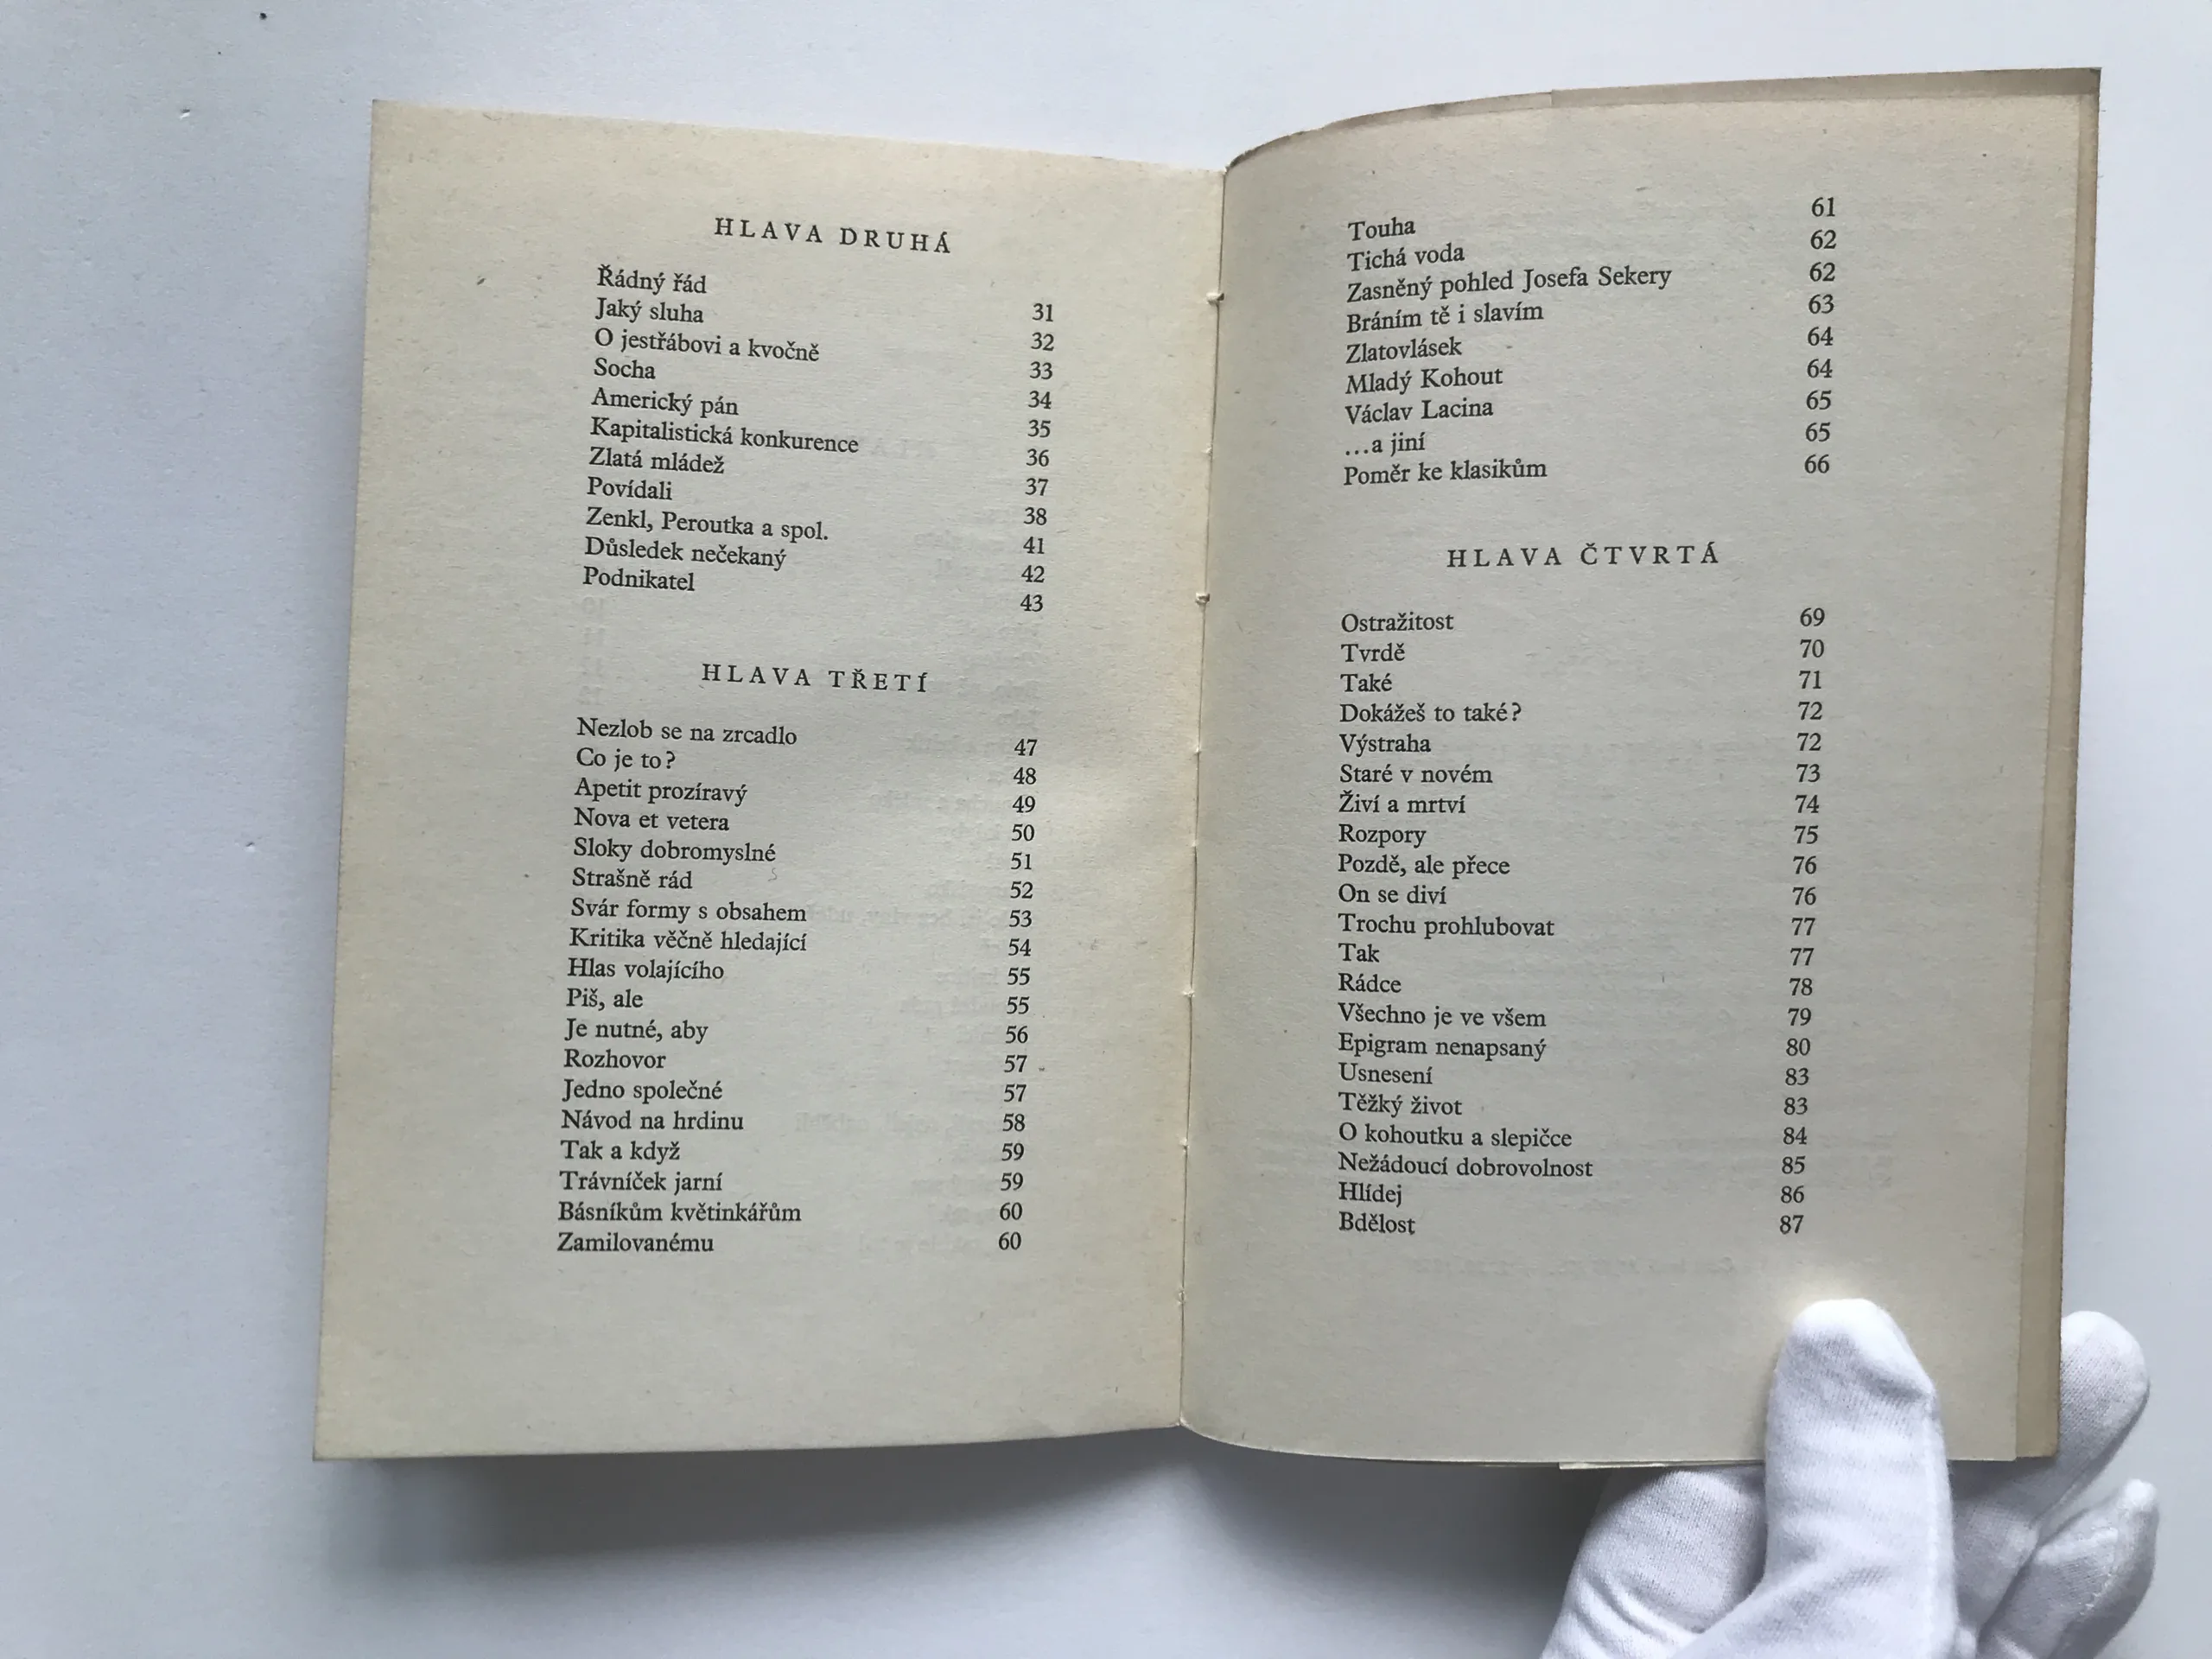 HLAVA DRUHÁ
Řádný řád 31
Jaký sluha 32
O jestřábovi a kvočně 33
Socha 34
Americký pán 35
Kapitalistická konkurence 36
Zlatá mládež 37
Povídali 38
Zenkl, Peroutka a spol. 41
Důsledek nečekaný 42
Podnikatel 43
HLAVA TŘETÍ
Nezlob se na zrcadlo 47
Co je to? 48
Apetit prozíravý 49
Nova et vetera 50
Sloky dobromyslné 51
Strašně rád 52
Svár formy s obsahem 53
Kritika věčně hledající 54
Hlas volajícího 55
Piš, ale 55
Je nutné, aby 56
Rozhovor 57
Jedno společné 57
Návod na hrdinu 58
Tak a když 59
Trávníček jarní 59
Básníkům květinkářům 60
Zamilovanému 60
Touha 61
Tichá voda 62
Zasněný pohled Josefa Sekery 62
Bráním tě i slavím 63
Zlatovlásek 64
Mladý Kohout 64
Václav Lacina 65
...a jiní 65
Poměr ke klasikům 66
HLAVA ČTVRTÁ
Ostražitost 69
Tvrdě 70
Také 71
Dokážeš to také? 72
Výstraha 72
Staré v novém 73
Živí a mrtví 74
Rozpory 75
Pozdě, ale přece 76
On se diví 76
Trochu prohlubovat 77
Tak 77
Rádce 78
Všechno je ve všem 79
Epigram nenapsaný 80
Usnesení 83
Těžký život 83
O kohoutku a slepičce 84
Nežádoucí dobrovolnost 85
Hlídej 86
Bdělost 87